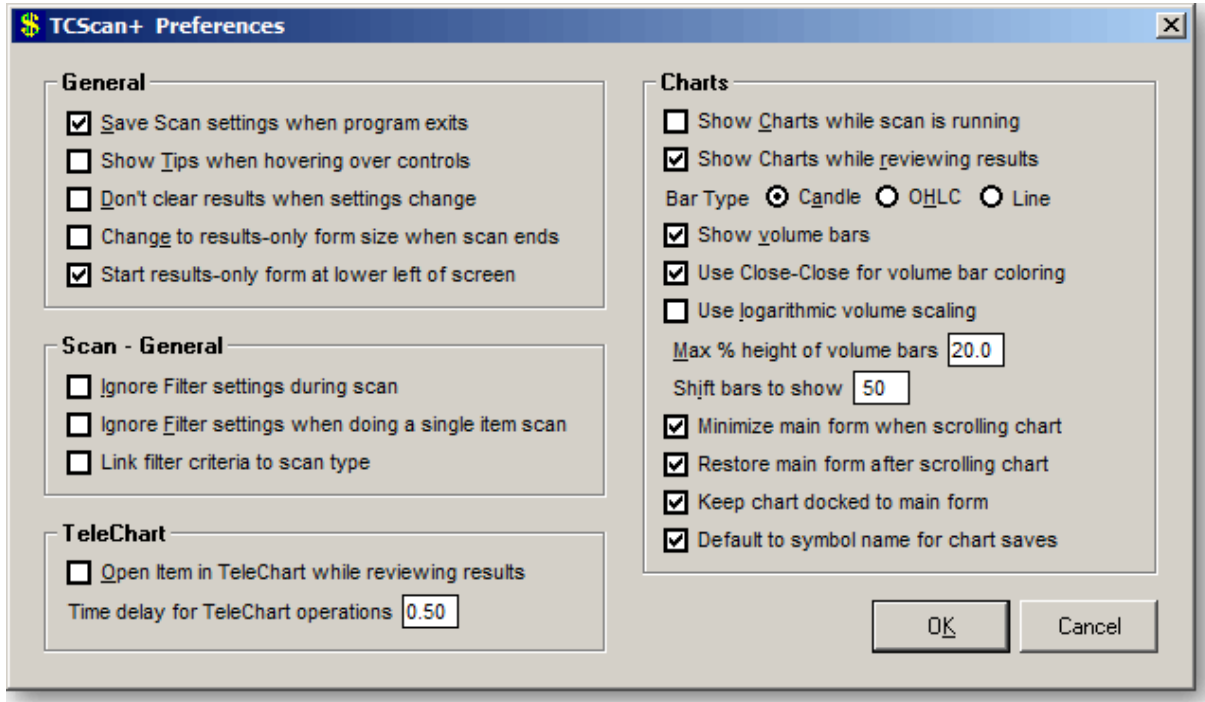 $ TCScan+ Preferences
General
Save Scan settings when program exits
Show Tips when hovering over controls
Don't clear results when settings change
Change to results-only form size when scan ends
Start results-only form at lower left of screen
Scan - General
Ignore Filter settings during scan
Ignore Filter settings when doing a single item scan
Link filter criteria to scan type
TeleChart
Open Item in TeleChart while reviewing results
Time delay for TeleChart operations 0.50
Charts
Show Charts while scan is running
Show Charts while reviewing results
Bar Type Candle OHLC Line
Show volume bars
Use Close-Close for volume bar coloring
Use logarithmic volume scaling
Max % height of volume bars 20.0
Shift bars to show 50
Minimize main form when scrolling chart
Restore main form after scrolling chart
Keep chart docked to main form
Default to symbol name for chart saves
OK Cancel